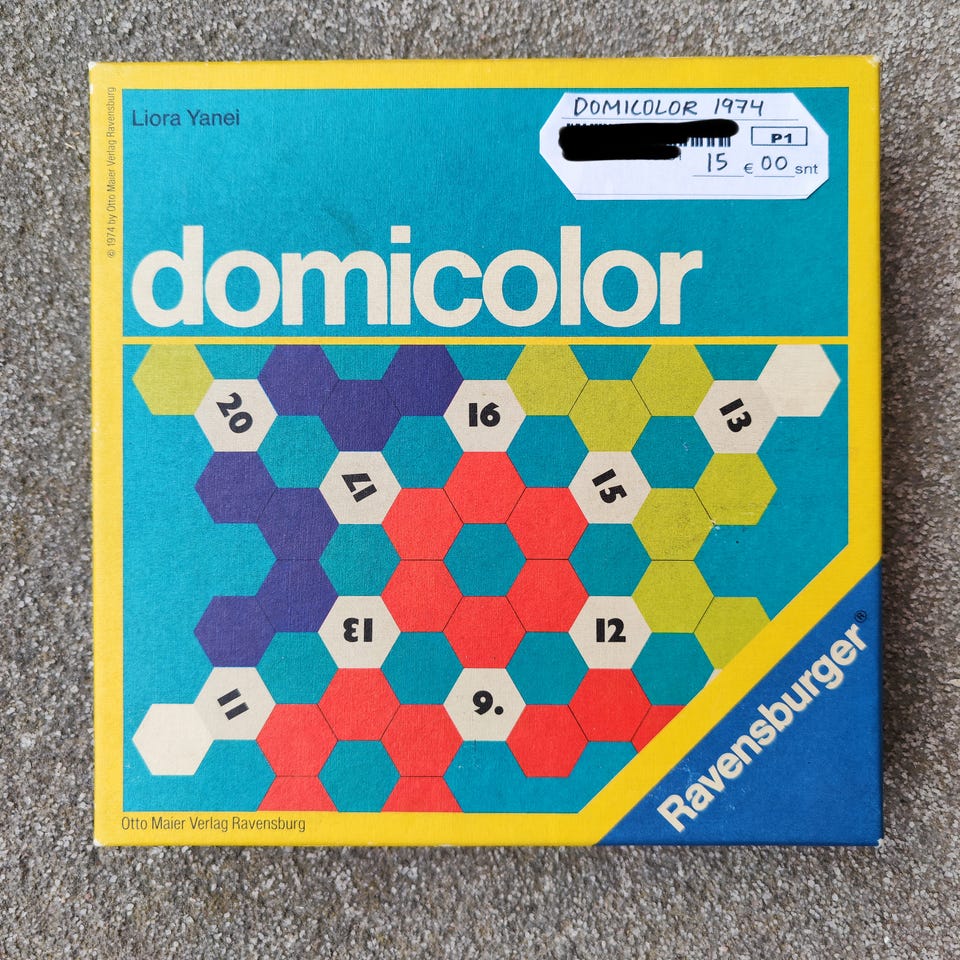 © 1974 by Otto Maier Verlag Ravensburg
Liora Yanei
DOMICOLOR 1974
P1
15 € 00 snt
domicolor
20
16
13
17
15
13
12
11
9.
Ravensburger®
Otto Maier Verlag Ravensburg